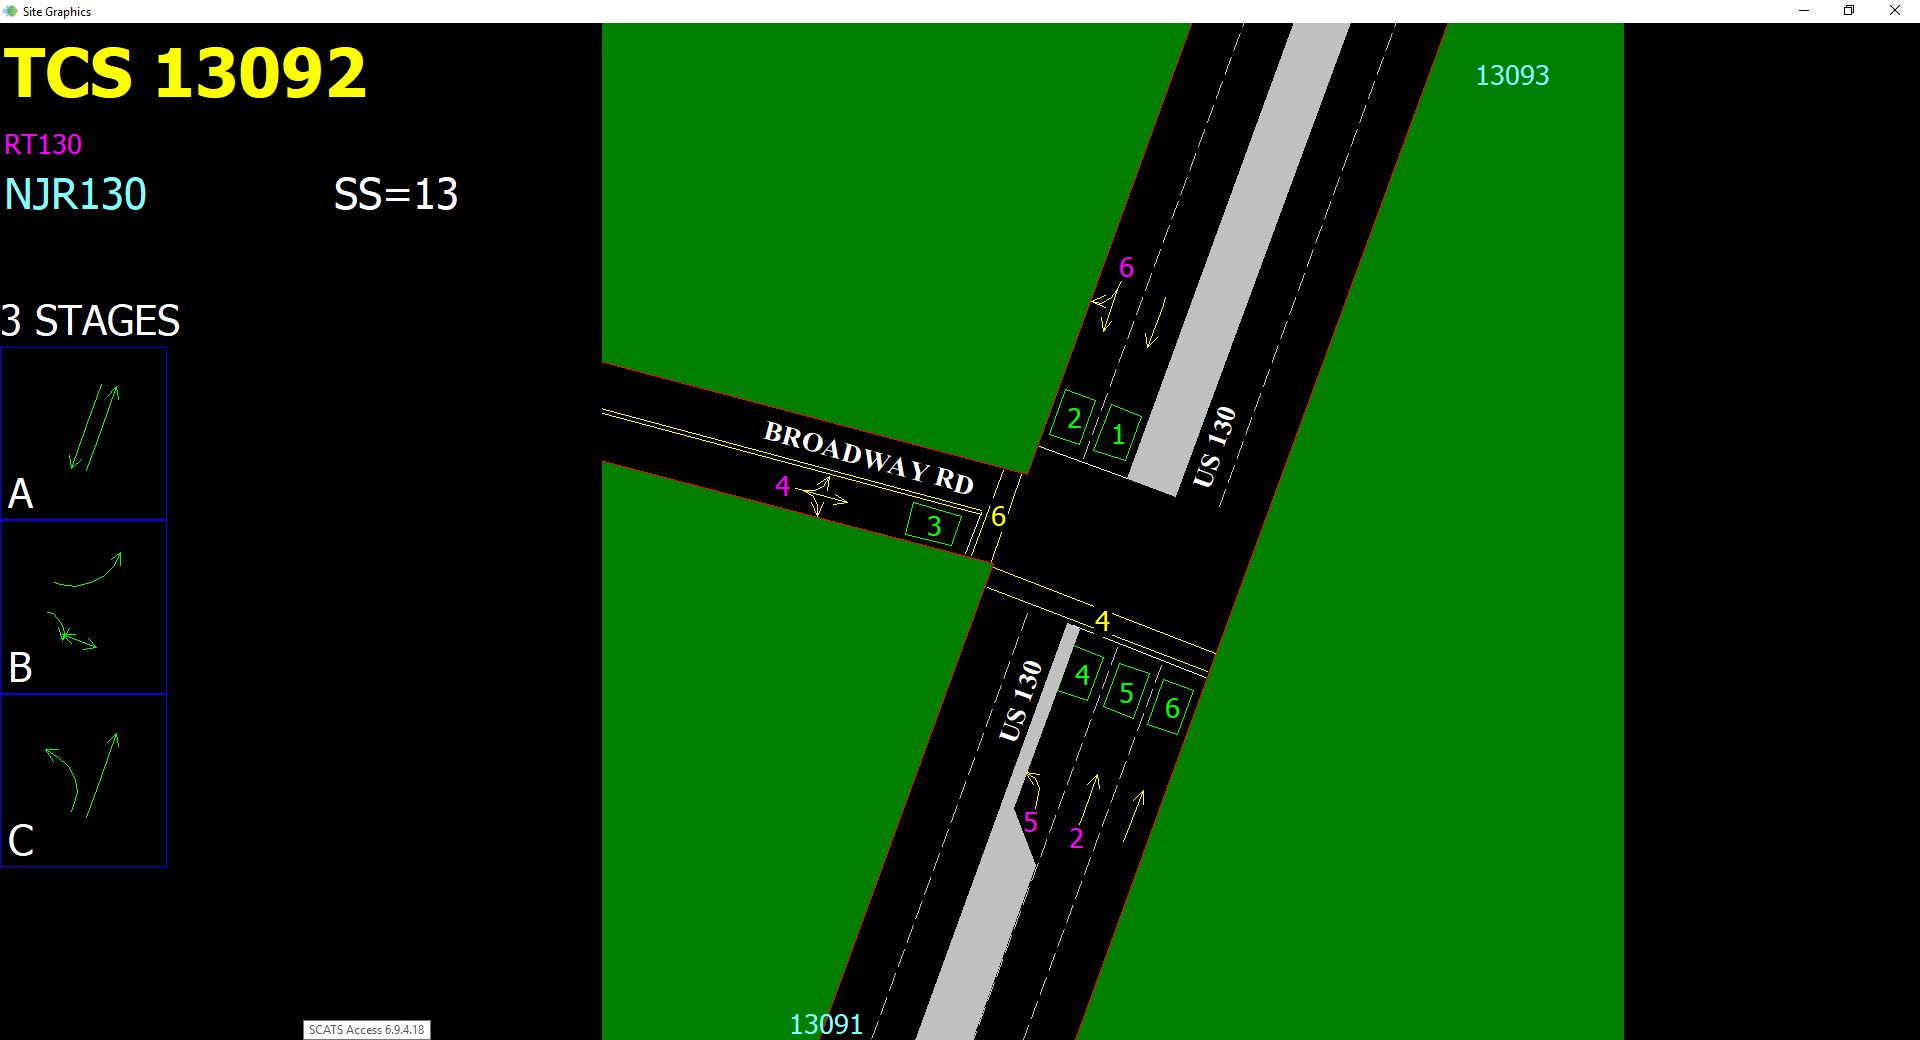 Site Graphics
TCS 13092
RT130
NJR130
SS=13
3 STAGES
A
B
C
13093
6
2
1
US 130
BROADWAY RD
4
3
6
4
US 130
4
5
6
5
2
13091
SCATS Access 6.9.4.18